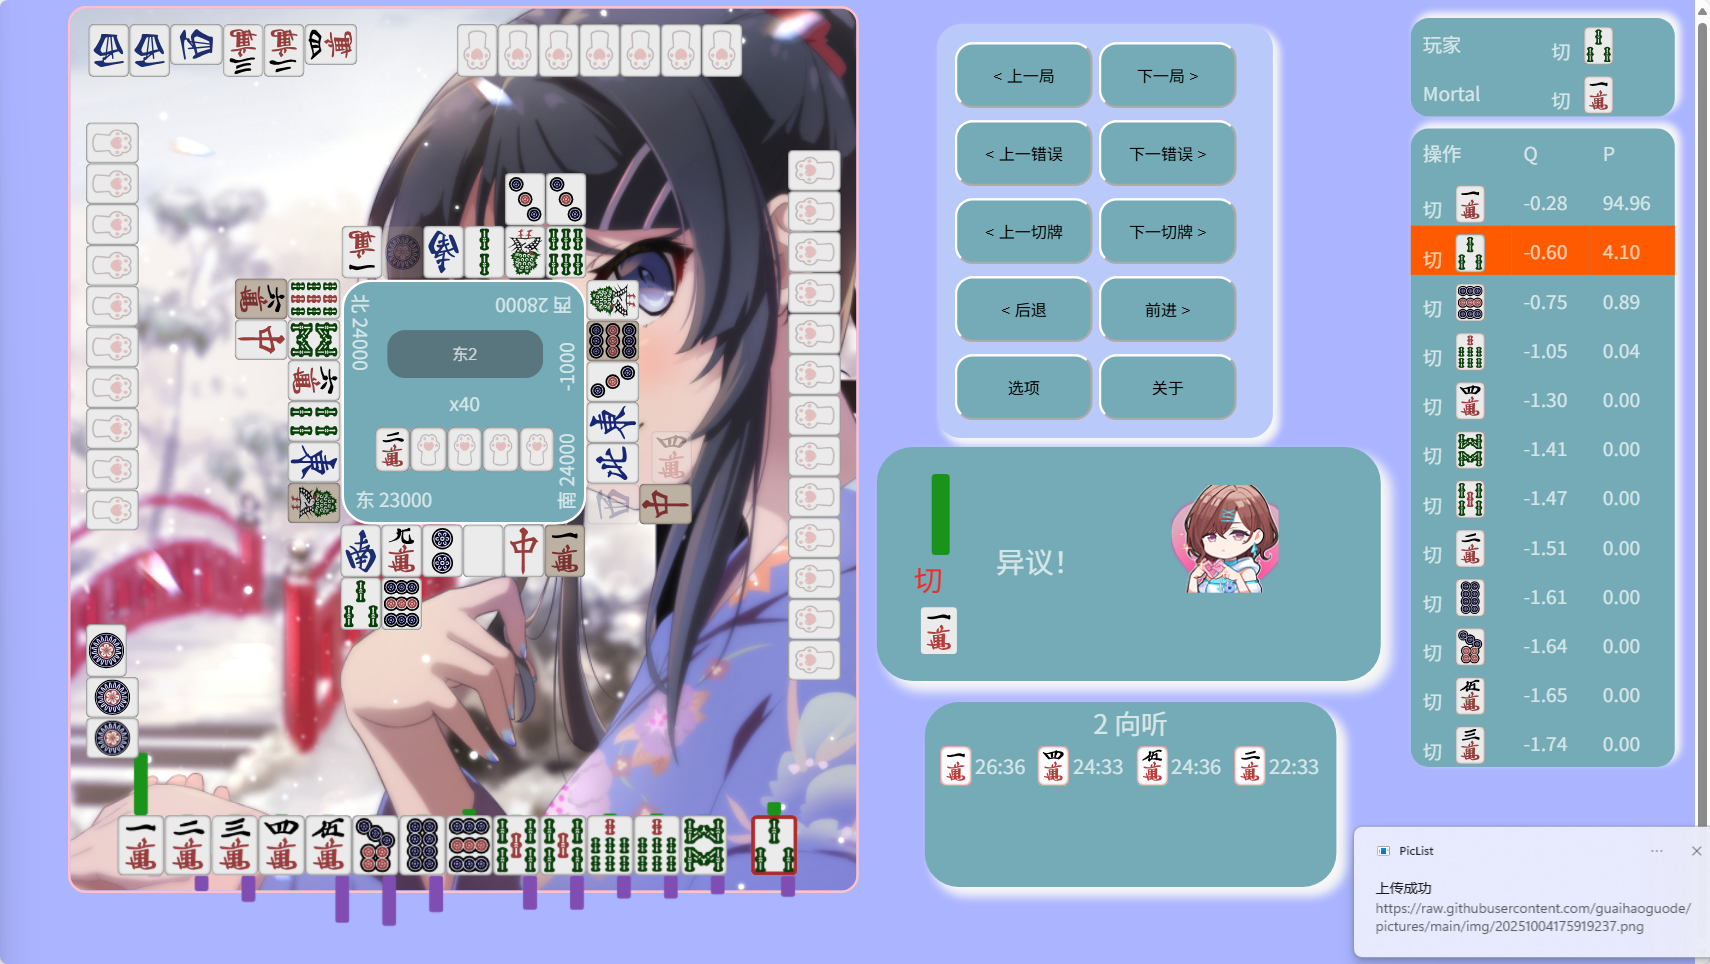 北 24000
西 28000
东2
-1000
x40
东 23000
南 24000
< 上一局
下一局 >
< 上一错误
下一错误 >
< 上一切牌
下一切牌 >
< 后退
前进 >
选项
关于
切
异议！
2 向听
26:36
24:33
24:36
22:33
玩家 切
Mortal 切
操作 Q P
切 -0.28 94.96
切 -0.60 4.10
切 -0.75 0.89
切 -1.05 0.04
切 -1.30 0.00
切 -1.41 0.00
切 -1.47 0.00
切 -1.51 0.00
切 -1.61 0.00
切 -1.64 0.00
切 -1.65 0.00
切 -1.74 0.00
PicList
上传成功
https://raw.githubusercontent.com/guaihaoguode/
pictures/main/img/20251004175919237.png